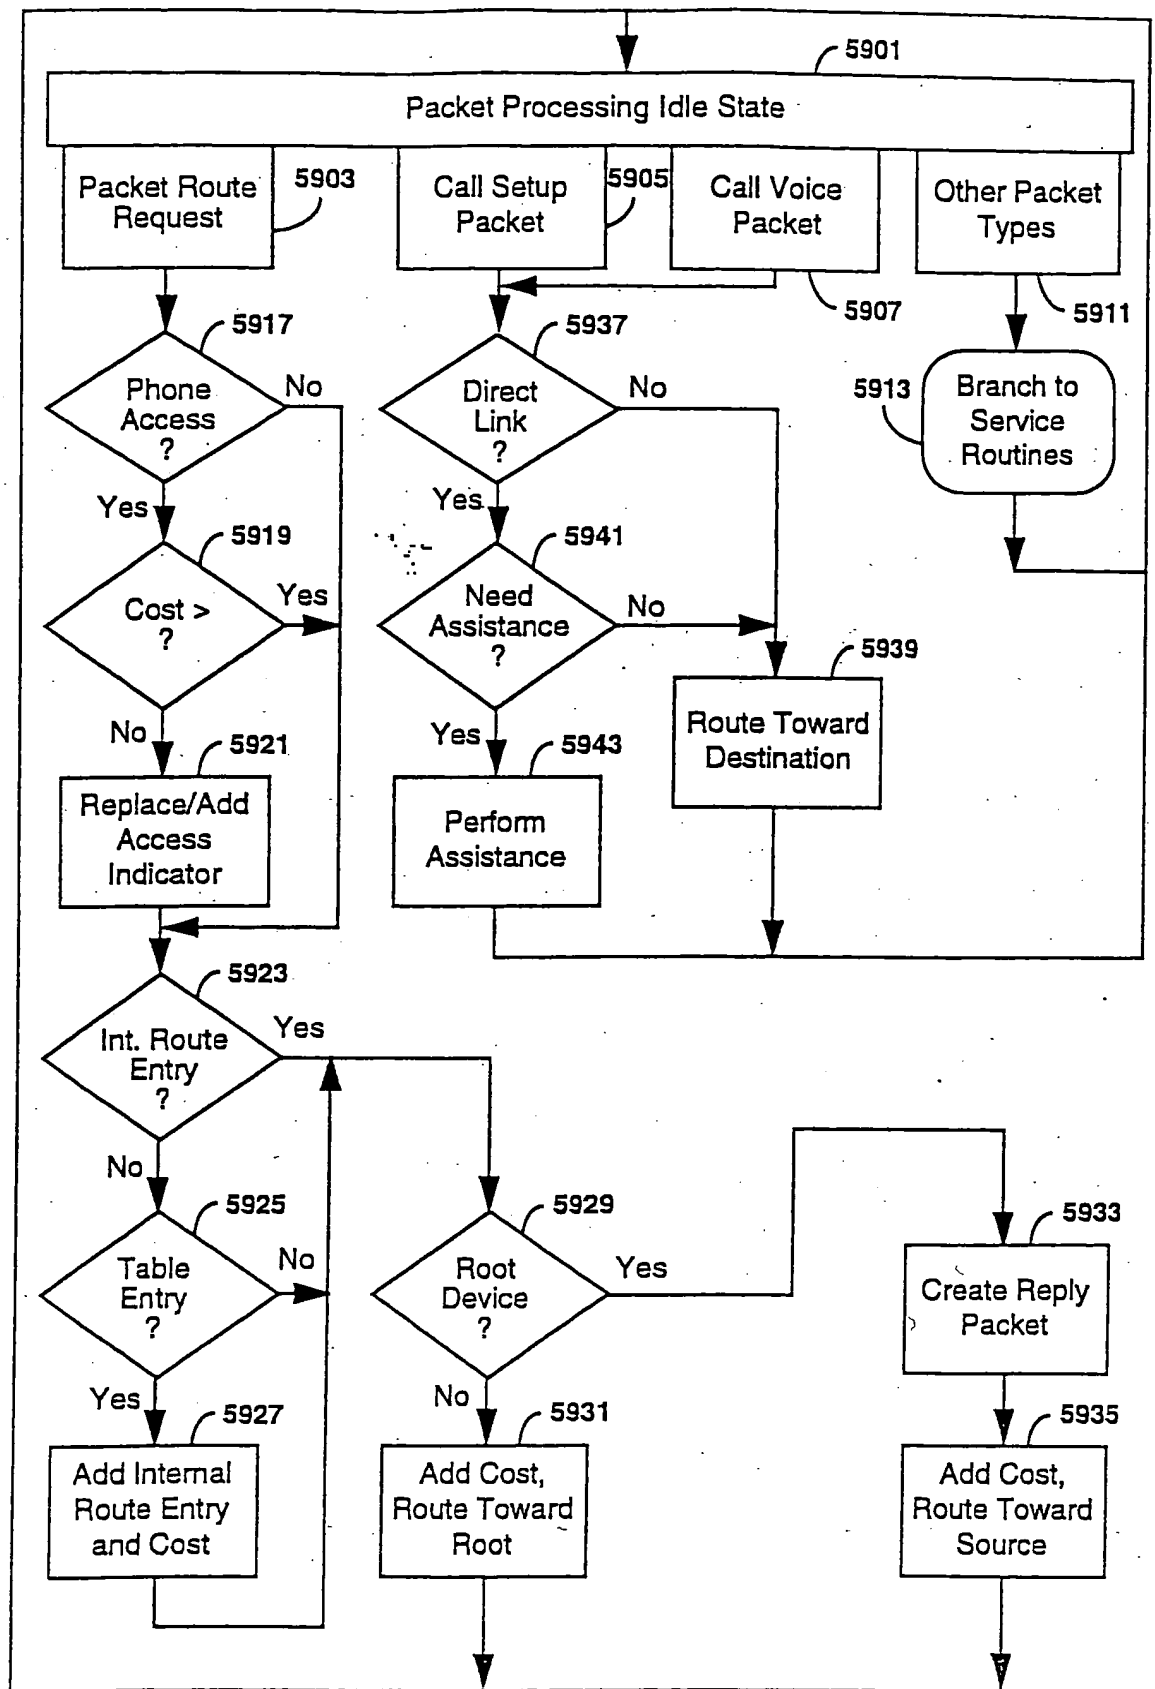 5901
Packet Processing Idle State
Packet Route
Request
5903
Call Setup
Packet
5905
Call Voice
Packet
5907
Other Packet
Types
5911
5917
Phone
Access
?
No
Yes
5937
Direct
Link
?
No
Yes
5913
Branch to
Service
Routines
5919
Cost >
?
Yes
No
5941
Need
Assistance
?
No
Yes
5939
Route Toward
Destination
5921
Replace/Add
Access
Indicator
5943
Perform
Assistance
5923
Int. Route
Entry
?
Yes
No
5925
Table
Entry
?
No
Yes
5929
Root
Device
?
Yes
No
5933
Create Reply
Packet
5927
Add Internal
Route Entry
and Cost
5931
Add Cost,
Route Toward
Root
5935
Add Cost,
Route Toward
Source